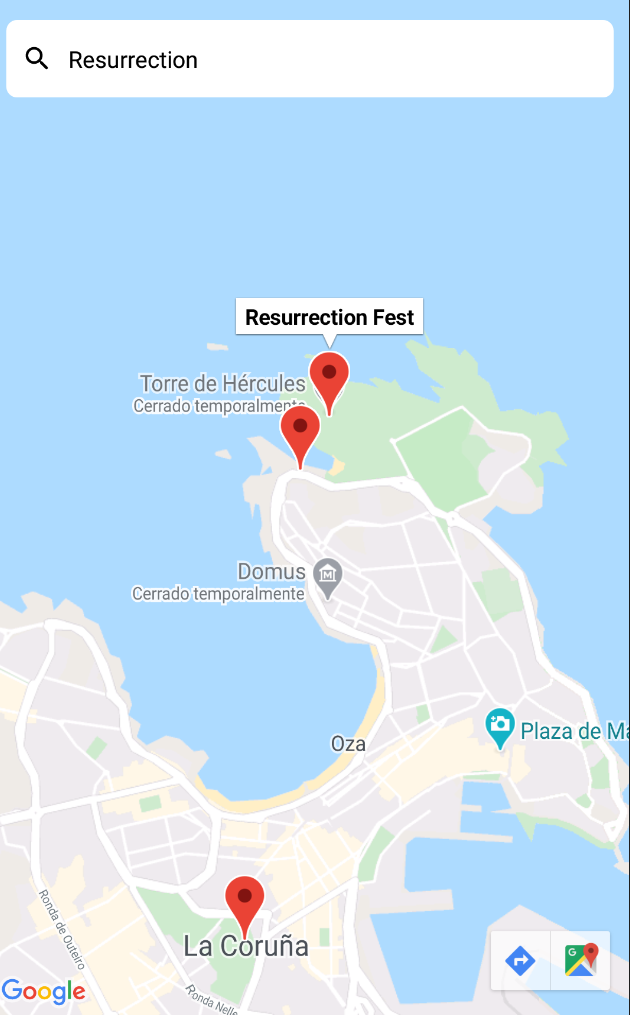 Resurrection
Resurrection Fest
Torre de Hércules
Cerrado temporalmente
Domus
Cerrado temporalmente
Plaza de Ma
Oza
La Coruña
Ronda de Outeiro
Ronda Nelle
Google